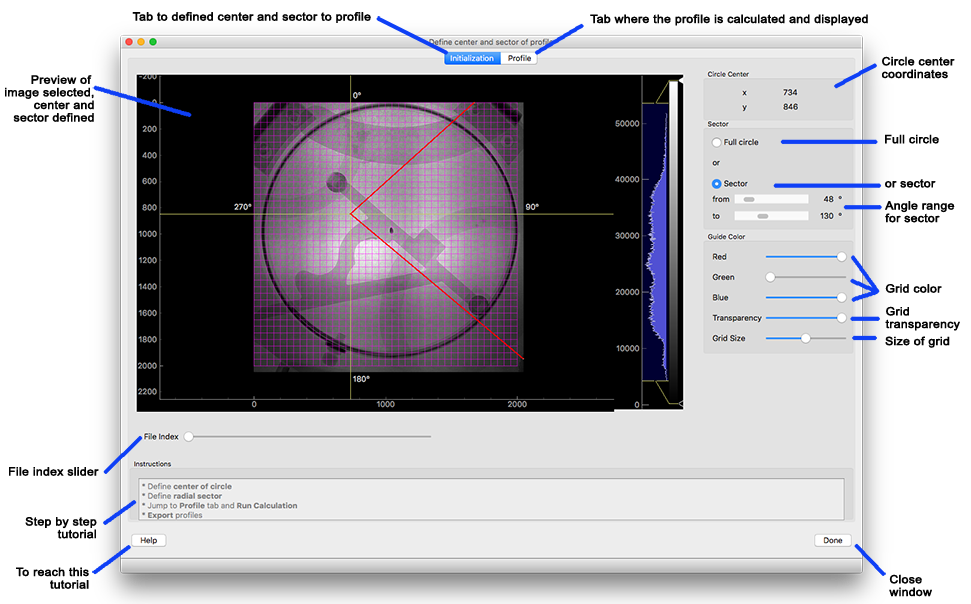 Tab to defined center and sector to profile
Tab where the profile is calculated and displayed
Define center and sector of profile
Initialization
Profile
Preview of
image selected,
center and
sector defined
-200
0
200
400
600
800
1000
1200
1400
1600
1800
2000
2200
0°
270°
90°
180°
0
1000
2000
50000
40000
30000
20000
10000
0
Circle Center
x 734
y 846
Circle center
coordinates
Sector
Full circle
Full circle
or
Sector
or sector
from 48 °
to 130 °
Angle range
for sector
Guide Color
Red
Green
Blue
Grid color
Transparency
Grid
transparency
Grid Size
Size of grid
File Index
File index slider
Instructions
* Define center of circle
* Define radial sector
* Jump to Profile tab and Run Calculation
* Export profiles
Step by step
tutorial
Help
Done
To reach this
tutorial
Close
window